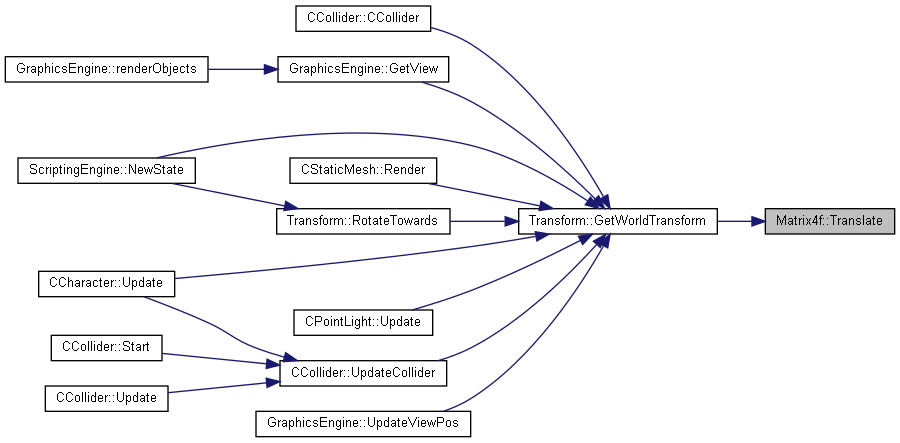 CCollider::CCollider
GraphicsEngine::renderObjects
GraphicsEngine::GetView
ScriptingEngine::NewState
CStaticMesh::Render
Transform::RotateTowards
Transform::GetWorldTransform
Matrix4f::Translate
CCharacter::Update
CPointLight::Update
CCollider::Start
CCollider::UpdateCollider
CCollider::Update
GraphicsEngine::UpdateViewPos